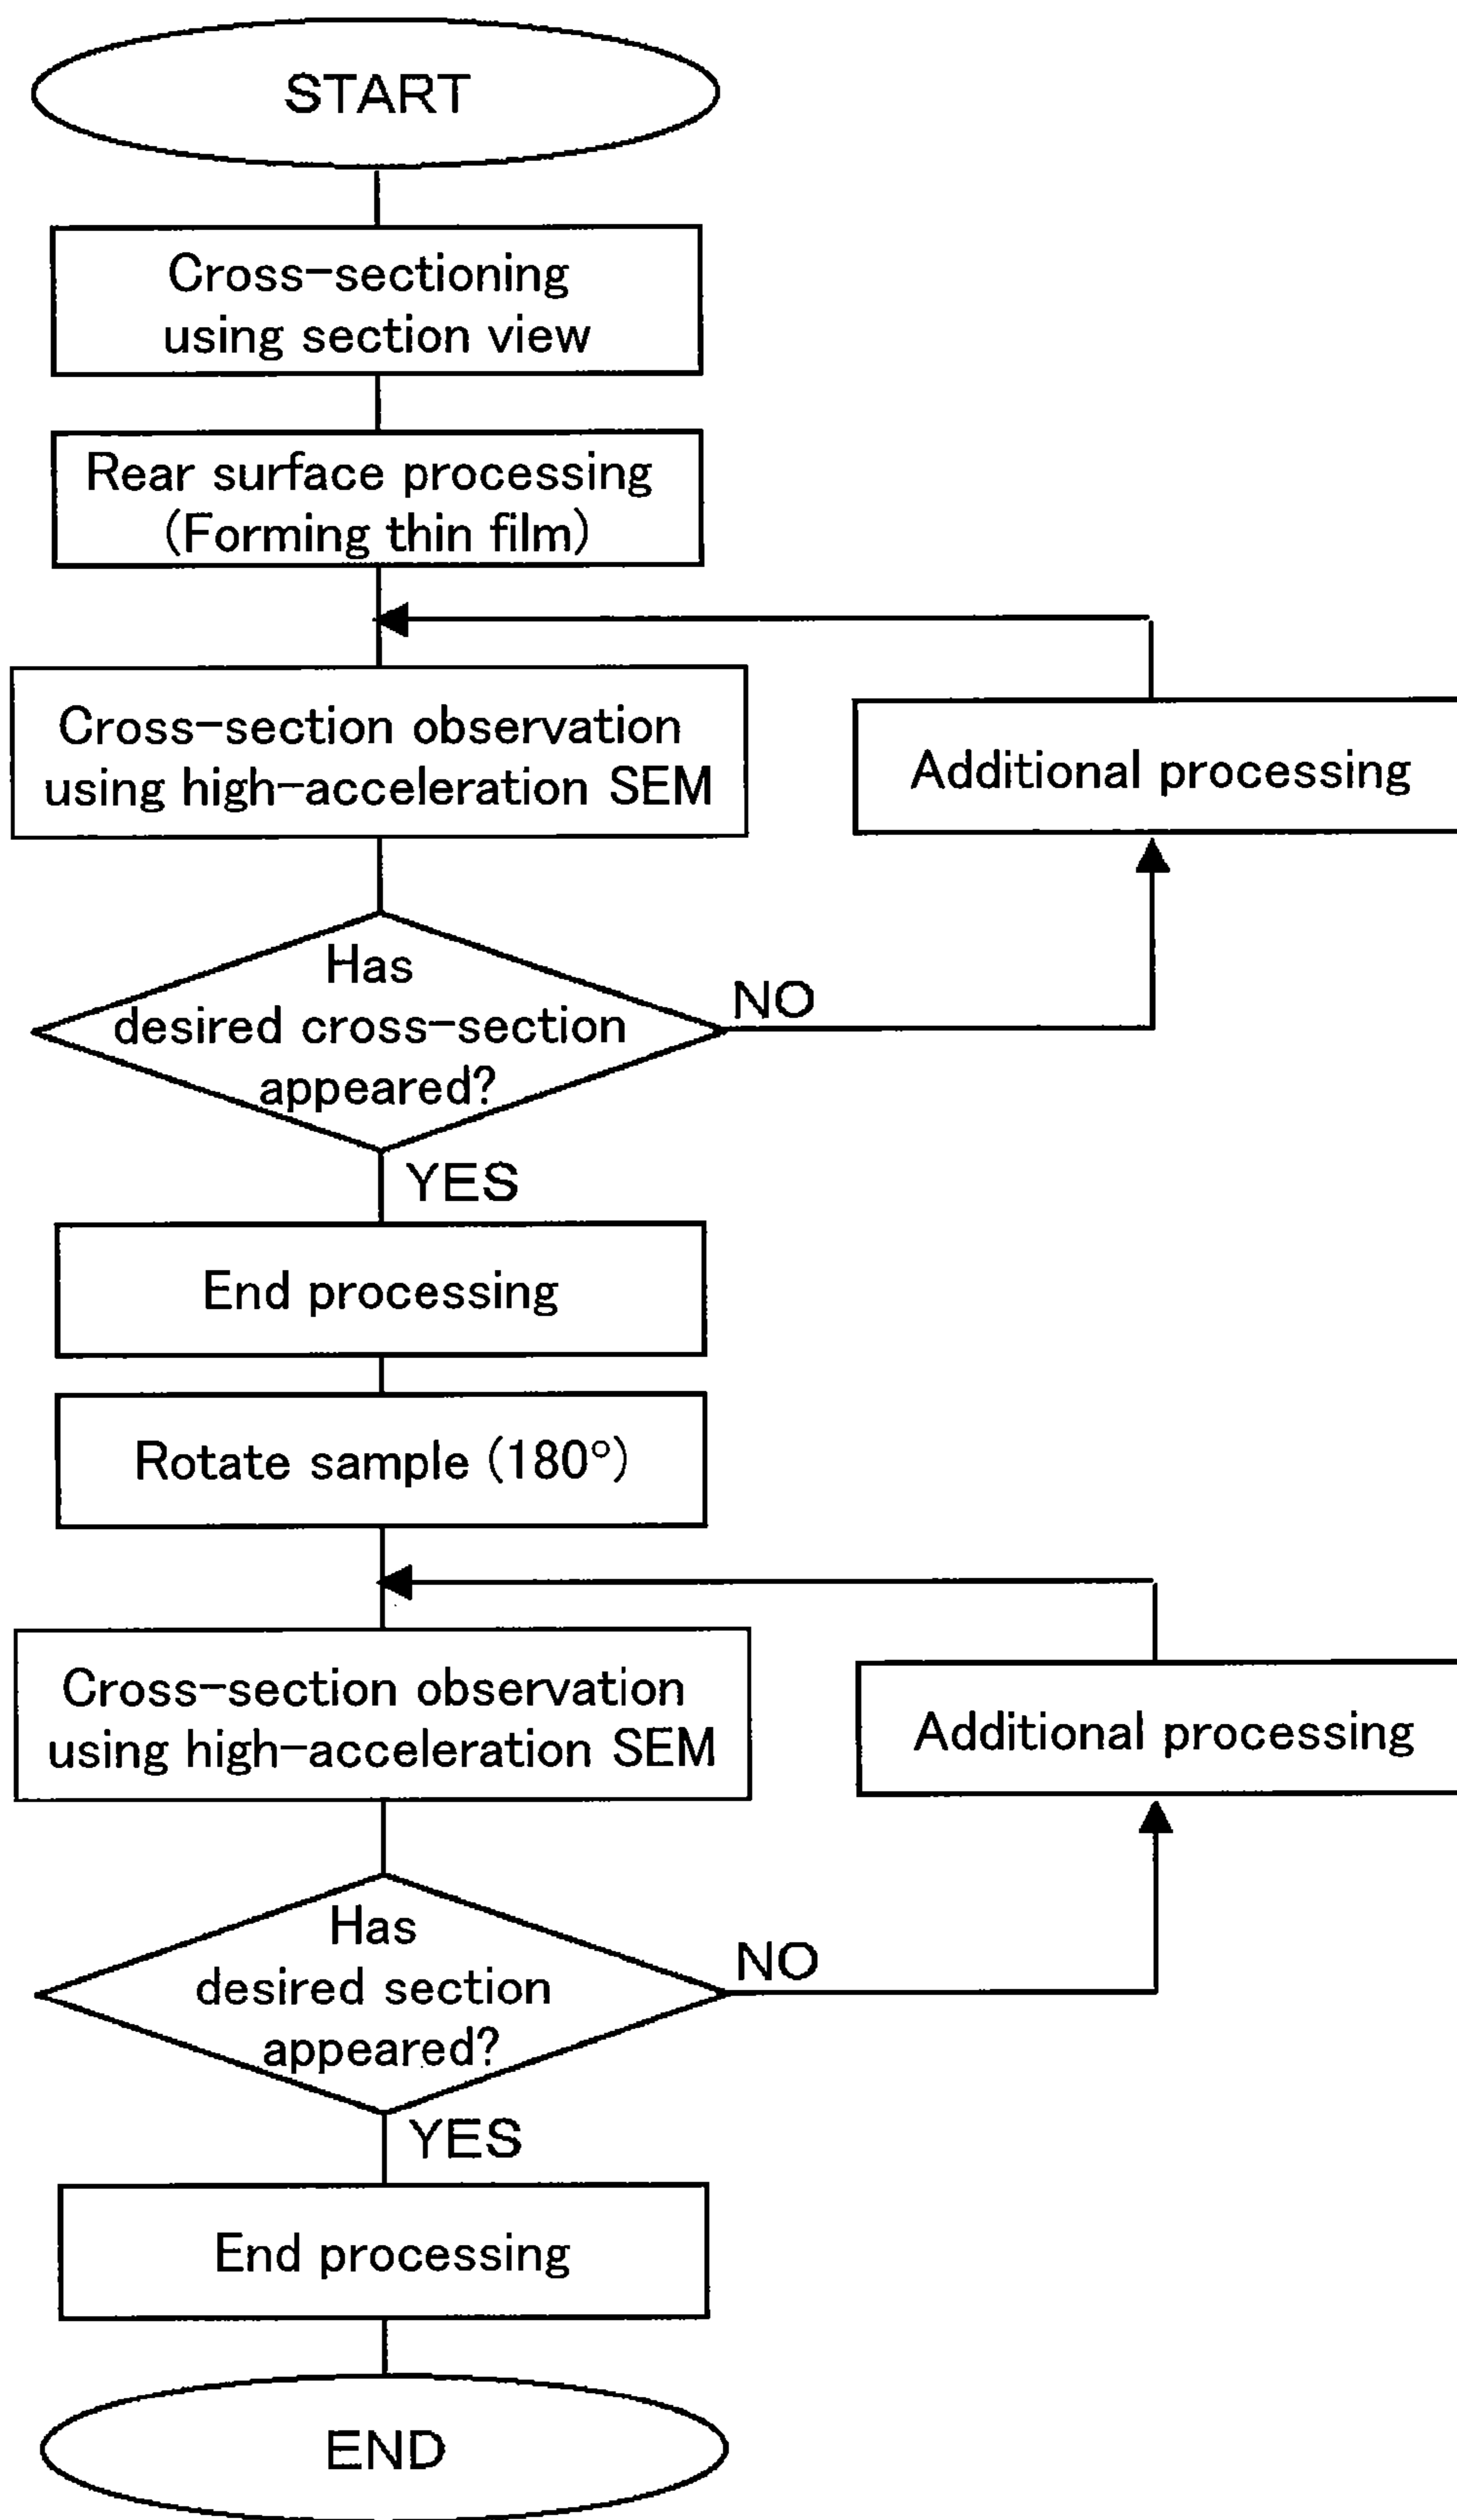 START
Cross-sectioning
using section view
Rear surface processing
(Forming thin film)
Cross-section observation
using high-acceleration SEM
Additional processing
Has
desired cross-section
appeared?
NO
YES
End processing
Rotate sample (180°)
Cross-section observation
using high-acceleration SEM
Additional processing
Has
desired section
appeared?
NO
YES
End processing
END